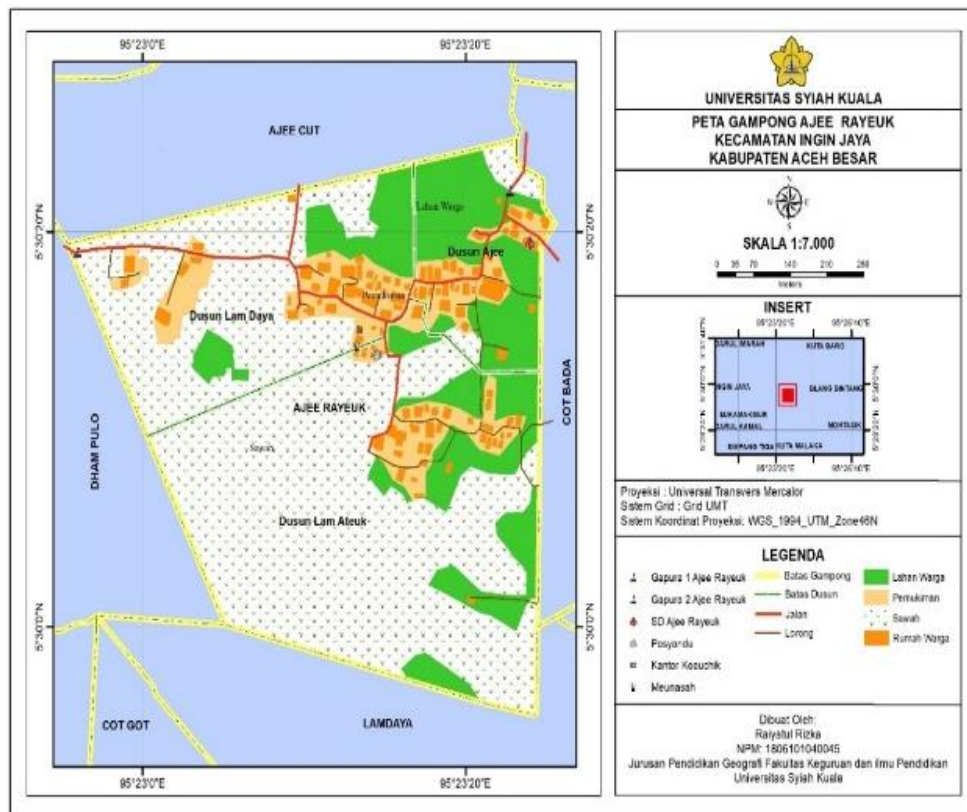 95°23'0"E
95°23'20"E
AJEE CUT
5°30'20"N
5°30'20"N
Lahan Warga
Dusun Ajee
Dusun Lam Daya
AJEE RAYEUK
COT BADA
DHAM PULO
Dusun Lam Ateuk
5°30'0"N
5°30'0"N
COT GOT
LAMDAYA
95°23'0"E
95°23'20"E
UNIVERSITAS SYIAH KUALA
PETA GAMPONG AJEE RAYEUK
KECAMATAN INGIN JAYA
KABUPATEN ACEH BESAR
SKALA 1:7.000
0 35 70 140 210 280
Meters
INSERT
KUTA BARO
INGIN JAYA
BLANG BINTANG
MONTASIK
SIMPANG TIGA
KUTA MALAKA
Proyeksi : Universal Transvers Mercator
Sistem Grid : Grid UMT
Sistem Koordinat Proyeksi: WGS_1994_UTM_Zone46N
LEGENDA
Gapura 1 Ajee Rayeuk
Gapura 2 Ajee Rayeuk
SD Ajee Rayeuk
Posyandu
Kantor Keeuchik
Meunasah
Batas Gampong
Batas Dusun
Jalan
Lorong
Lahan Warga
Pemukiman
Sawah
Rumah Warga
Dibuat Oleh:
Raiyatul Rizka
NPM: 1806101040045
Jurusan Pendidikan Geografi Fakultas Keguruan dan Ilmu Pendidikan
Universitas Syiah Kuala